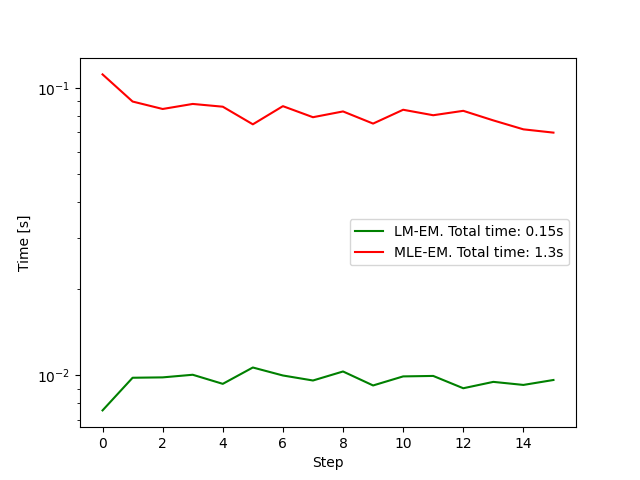 10⁻¹
10⁻²
Time [s]
LM-EM. Total time: 0.15s
MLE-EM. Total time: 1.3s
0 2 4 6 8 10 12 14
Step